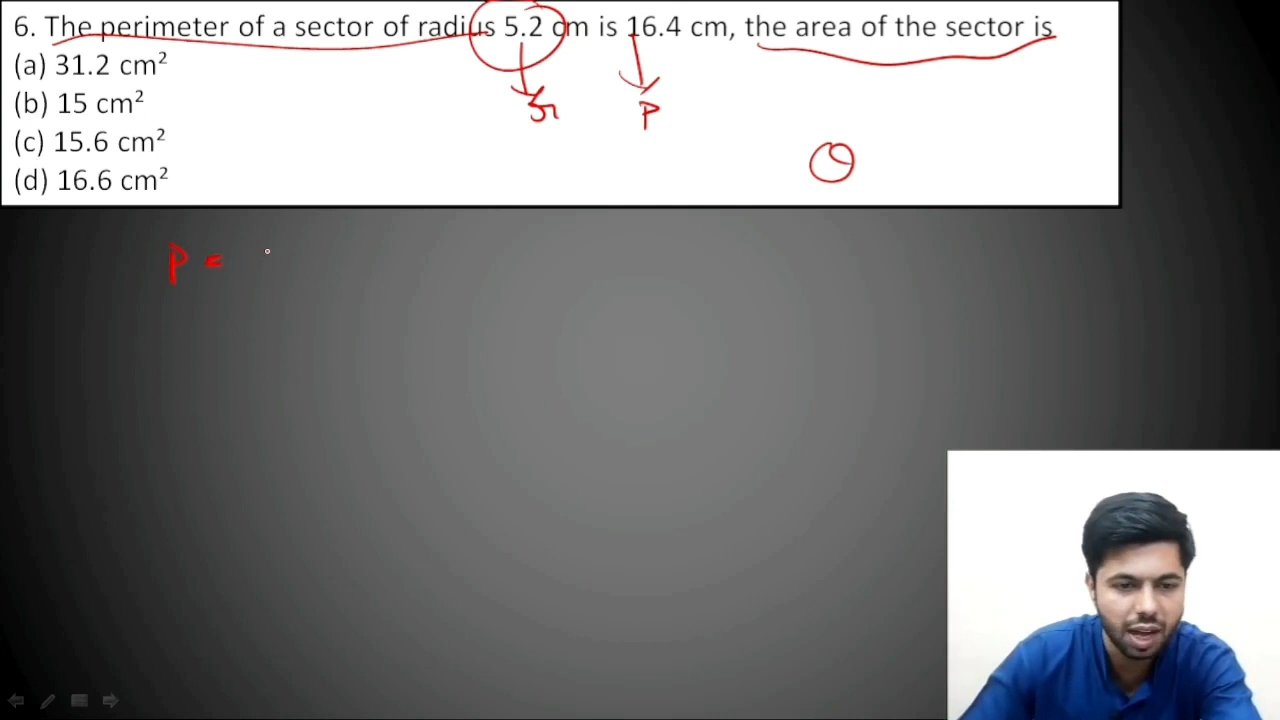 6. The perimeter of a sector of radius 5.2 cm is 16.4 cm, the area of the sector is
(a) 31.2 cm²
(b) 15 cm²
(c) 15.6 cm²
(d) 16.6 cm²
r
P
P =